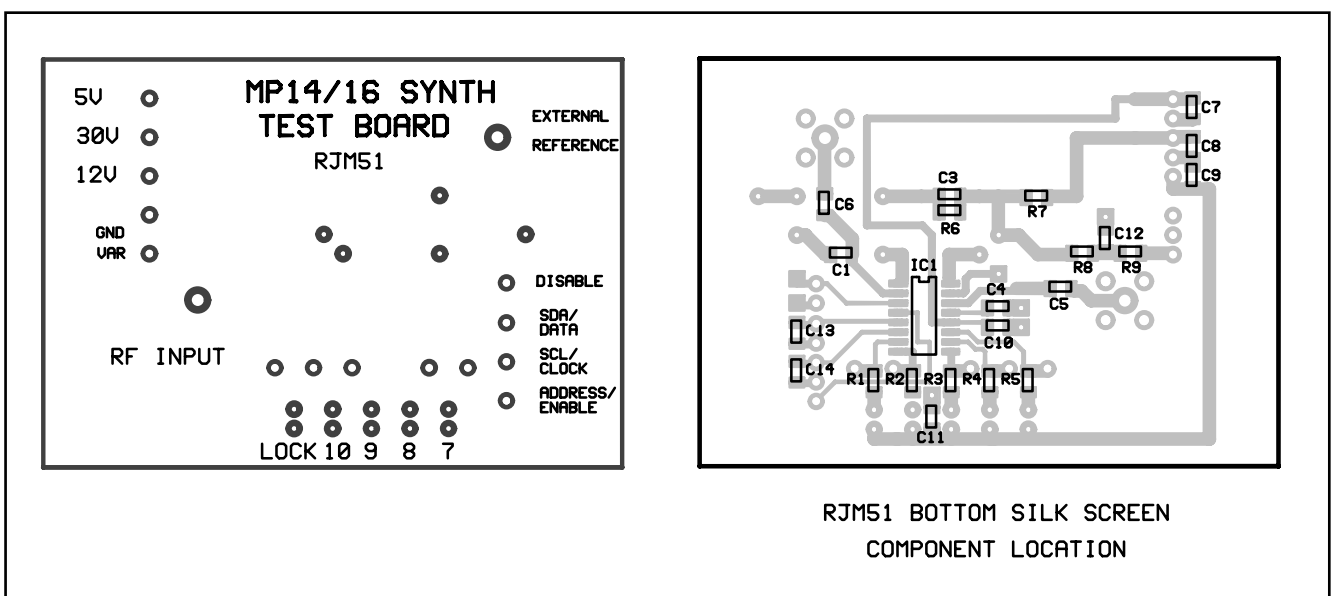 MP14/16 SYNTH
TEST BOARD
RJM51
5V
30V
12V
GND
VAR
EXTERNAL
REFERENCE
DISABLE
SDA/
DATA
SCL/
CLOCK
ADDRESS/
ENABLE
RF INPUT
LOCK 10 9 8 7
C7
C8
C9
C3
R6
R7
C6
C12
C1
IC1
R8
R9
C4
C5
C13
C10
C14
R1
R2
R3
R4
R5
C11
RJM51 BOTTOM SILK SCREEN
COMPONENT LOCATION